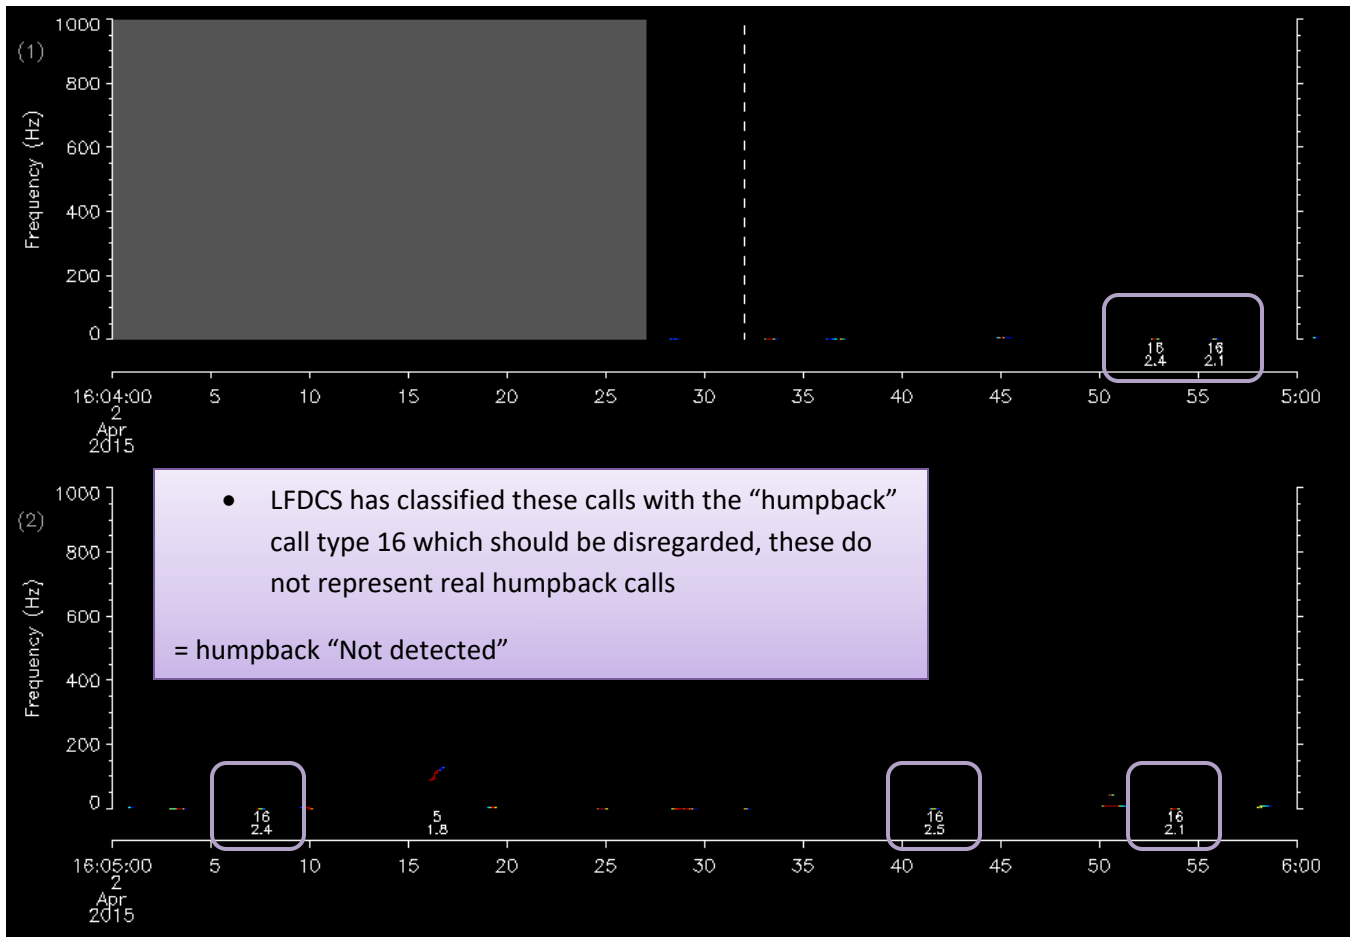 1000
(1)
800
600
Frequency (Hz)
400
200
0
16 16
2.4 2.1
16:04:00 5 10 15 20 25 30 35 40 45 50 55 5:00
2
Apr
2015
1000
(2)
• LFDCS has classified these calls with the “humpback”
call type 16 which should be disregarded, these do
not represent real humpback calls
= humpback “Not detected”
800
600
Frequency (Hz)
400
200
0
16 5 16 16
2.4 1.8 2.5 2.1
16:05:00 5 10 15 20 25 30 35 40 45 50 55 6:00
2
Apr
2015